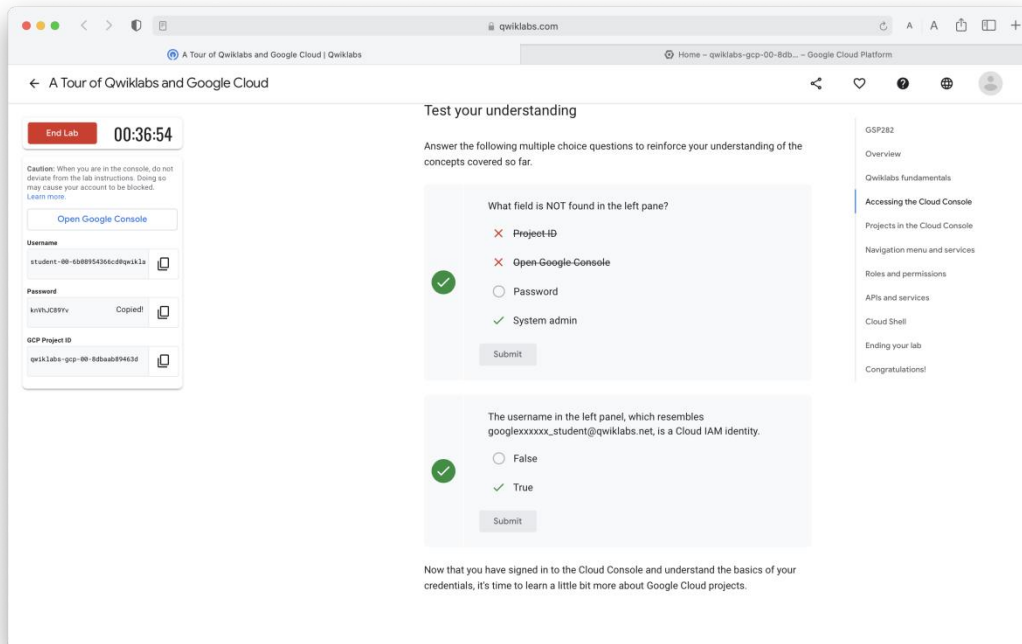 qwiklabs.com
A A
A Tour of Qwiklabs and Google Cloud | Qwiklabs
Home – qwiklabs-gcp-00-8db... – Google Cloud Platform
← A Tour of Qwiklabs and Google Cloud
End Lab 00:36:54
Caution: When you are in the console, do not
deviate from the lab instructions. Doing so
may cause your account to be blocked.
Learn more.
Open Google Console
Username
student-00-6b08954366cd@qwikla
Password
knVhJC89Yv Copied!
GCP Project ID
qwiklabs-gcp-00-8dbaab89463d
Test your understanding
Answer the following multiple choice questions to reinforce your understanding of the
concepts covered so far.
What field is NOT found in the left pane?
Project ID
Open Google Console
Password
System admin
Submit
The username in the left panel, which resembles
googlexxxxxx_student@qwiklabs.net, is a Cloud IAM identity.
False
True
Submit
Now that you have signed in to the Cloud Console and understand the basics of your
credentials, it's time to learn a little bit more about Google Cloud projects.
GSP282
Overview
Qwiklabs fundamentals
Accessing the Cloud Console
Projects in the Cloud Console
Navigation menu and services
Roles and permissions
APIs and services
Cloud Shell
Ending your lab
Congratulations!